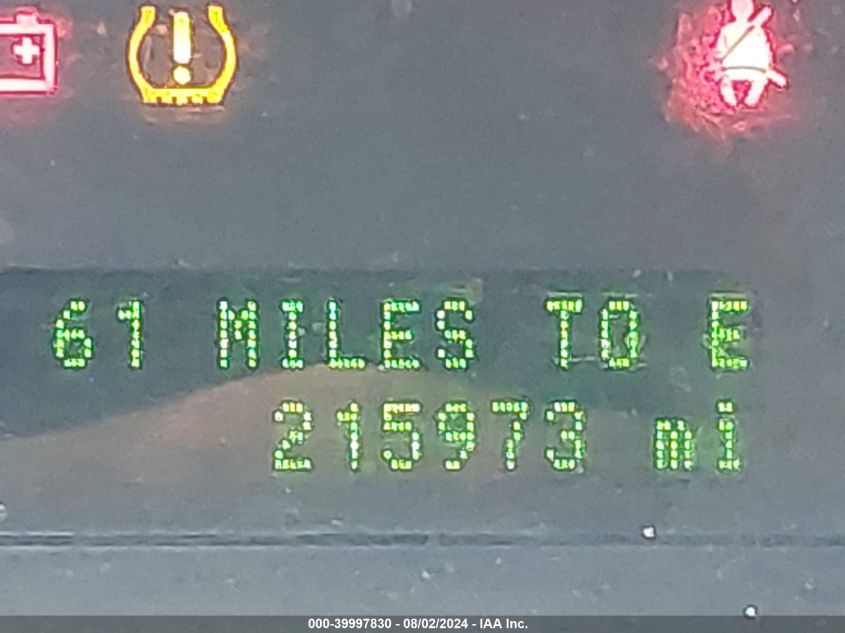 61 MILES TO E
215973 mi
000-39997830 - 08/02/2024 - IAA Inc.